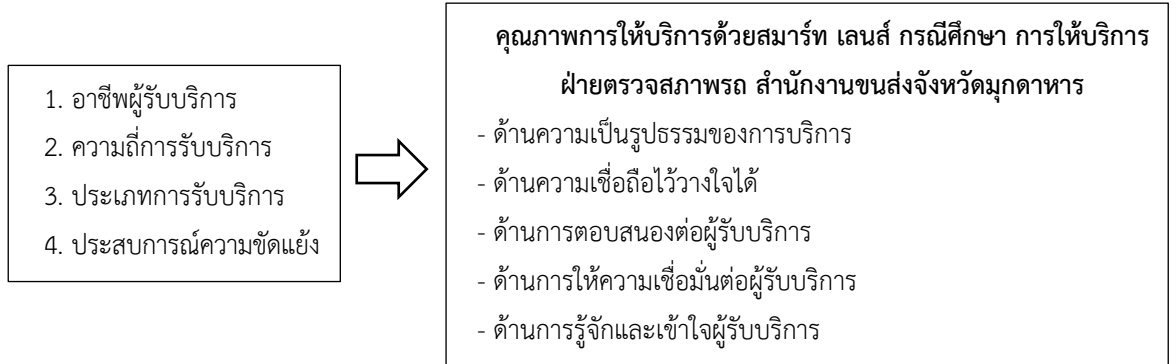 1. อาชีพผู้รับบริการ
2. ความถี่การรับบริการ
3. ประเภทการรับบริการ
4. ประสบการณ์ความขัดแย้ง
คุณภาพการให้บริการด้วยสมาร์ท เลนส์ กรณีศึกษา การให้บริการ
ฝ่ายตรวจสภาพรถ สำนักงานขนส่งจังหวัดมุกดาหาร
- ด้านความเป็นรูปธรรมของการบริการ
- ด้านความเชื่อถือไว้วางใจได้
- ด้านการตอบสนองต่อผู้รับบริการ
- ด้านการให้ความเชื่อมั่นต่อผู้รับบริการ
- ด้านการรู้จักและเข้าใจผู้รับบริการ